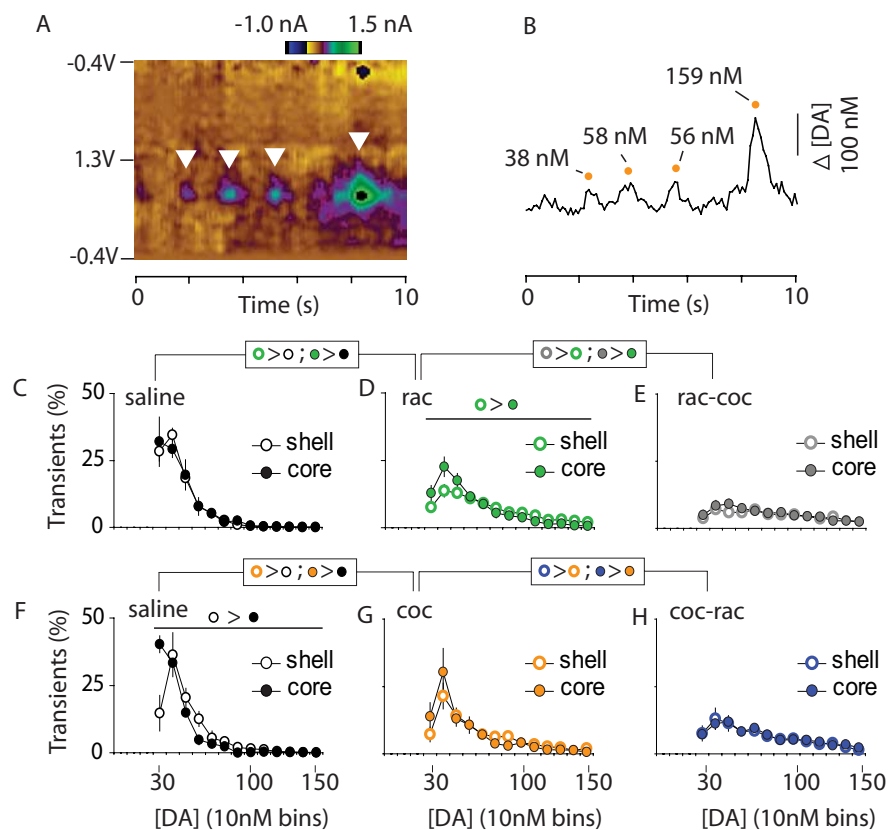 A
-1.0 nA 1.5 nA
-0.4V
1.3V
-0.4V
0 10
Time (s)
B
159 nM
58 nM
56 nM
38 nM
Δ [DA]
100 nM
0 10
Time (s)
> ; >
> ; >
C
saline
Transients (%)
50
25
0
shell
core
D
rac
>
shell
core
E
rac-coc
shell
core
> ; >
> ; >
F
saline
>
Transients (%)
50
25
0
shell
core
30 100 150
[DA] (10nM bins)
G
coc
shell
core
30 100 150
[DA] (10nM bins)
H
coc-rac
shell
core
30 100 150
[DA] (10nM bins)